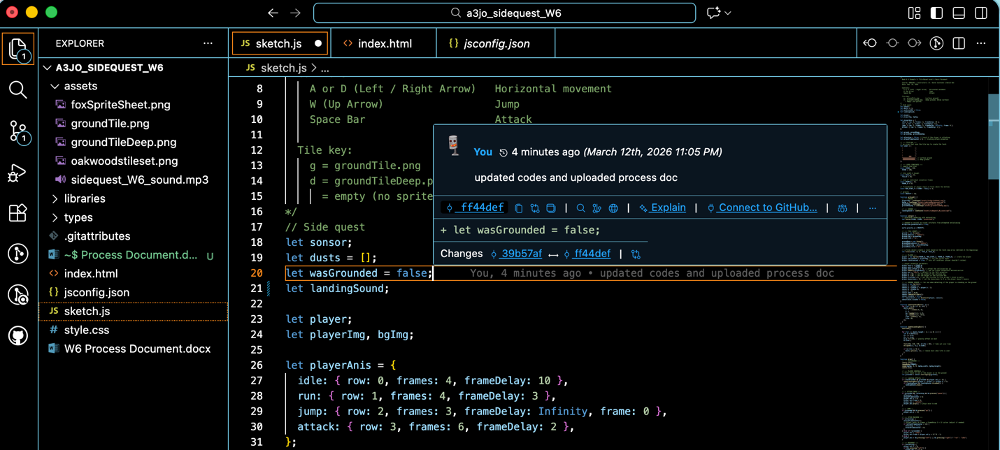 a3jo_sidequest_W6
1
1
EXPLORER
A3JO_SIDEQUEST_W6
assets
foxSpriteSheet.png
groundTile.png
groundTileDeep.png
oakwoodstileset.png
sidequest_W6_sound.mp3
libraries
types
.gitattributes
~$ Process Document.d... U
index.html
jsconfig.json
JS sketch.js
# style.css
W6 Process Document.docx
JS sketch.js
<> index.html
{} jsconfig.json
JS sketch.js > ...
8 A or D (Left / Right Arrow) Horizontal movement
9 W (Up Arrow) Jump
10 Space Bar Attack
11
12 Tile key:
13 g = groundTile.png
14 d = groundTileDeep.p
15 = empty (no sprite
16 */
17 // Side quest
18 let sonsor;
19 let dusts = [];
20 let wasGrounded = false; You, 4 minutes ago • updated codes and uploaded process doc
21 let landingSound;
22
23 let player;
24 let playerImg, bgImg;
25
26 let playerAnis = {
27 idle: { row: 0, frames: 4, frameDelay: 10 },
28 run: { row: 1, frames: 4, frameDelay: 3 },
29 jump: { row: 2, frames: 3, frameDelay: Infinity, frame: 0 },
30 attack: { row: 3, frames: 6, frameDelay: 2 },
31 };
You 4 minutes ago (March 12th, 2026 11:05 PM)
updated codes and uploaded process doc
ff44def | | Explain | Connect to GitHub... | | ...
+ let wasGrounded = false;
Changes 39b57af ↔ ff44def |